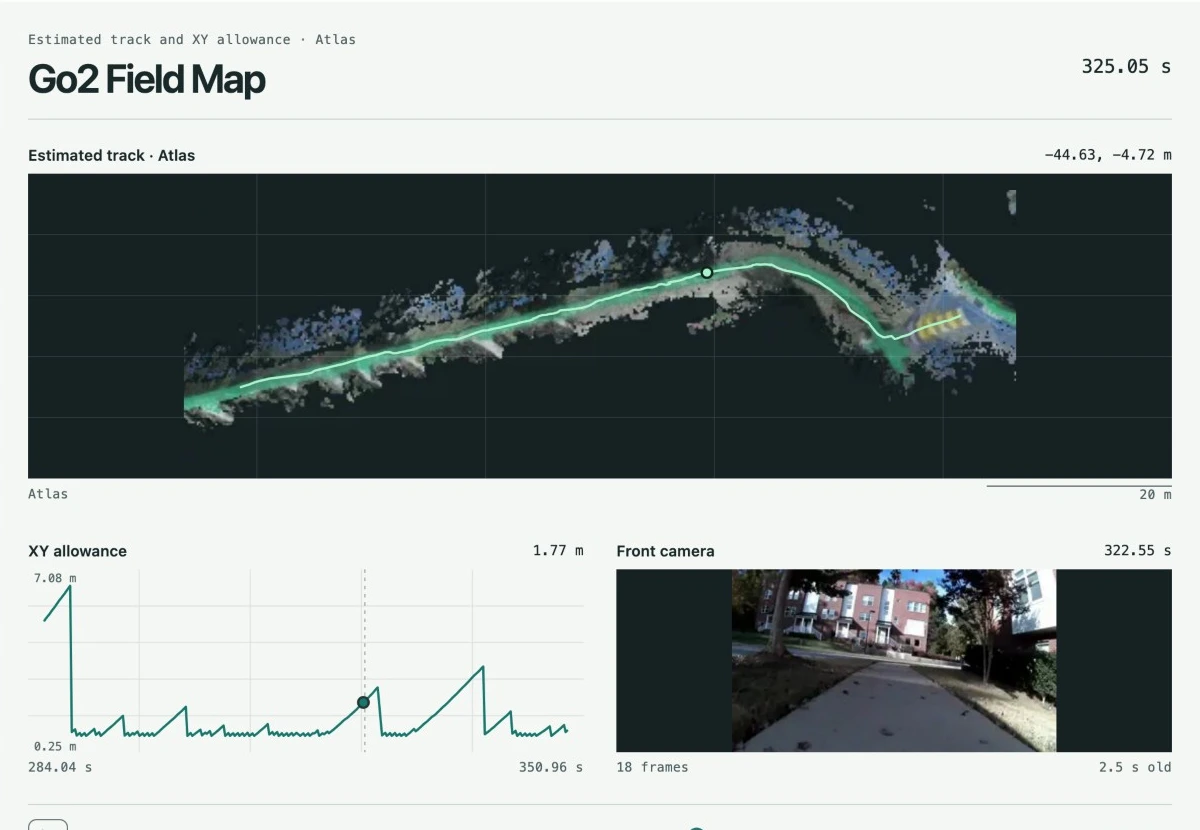 Estimated track and XY allowance · Atlas
Go2 Field Map
325.05 s
Estimated track · Atlas
−44.63, −4.72 m
Atlas
20 m
XY allowance
1.77 m
7.08 m
0.25 m
284.04 s
350.96 s
Front camera
322.55 s
18 frames
2.5 s old